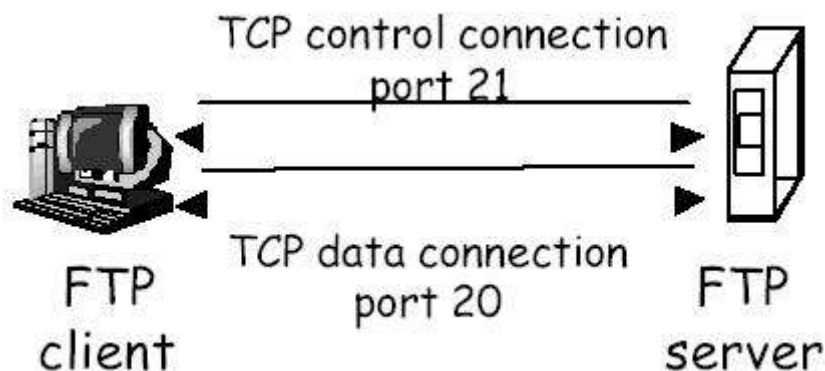 TCP control connection
port 21
TCP data connection
port 20
FTP
client
FTP
server